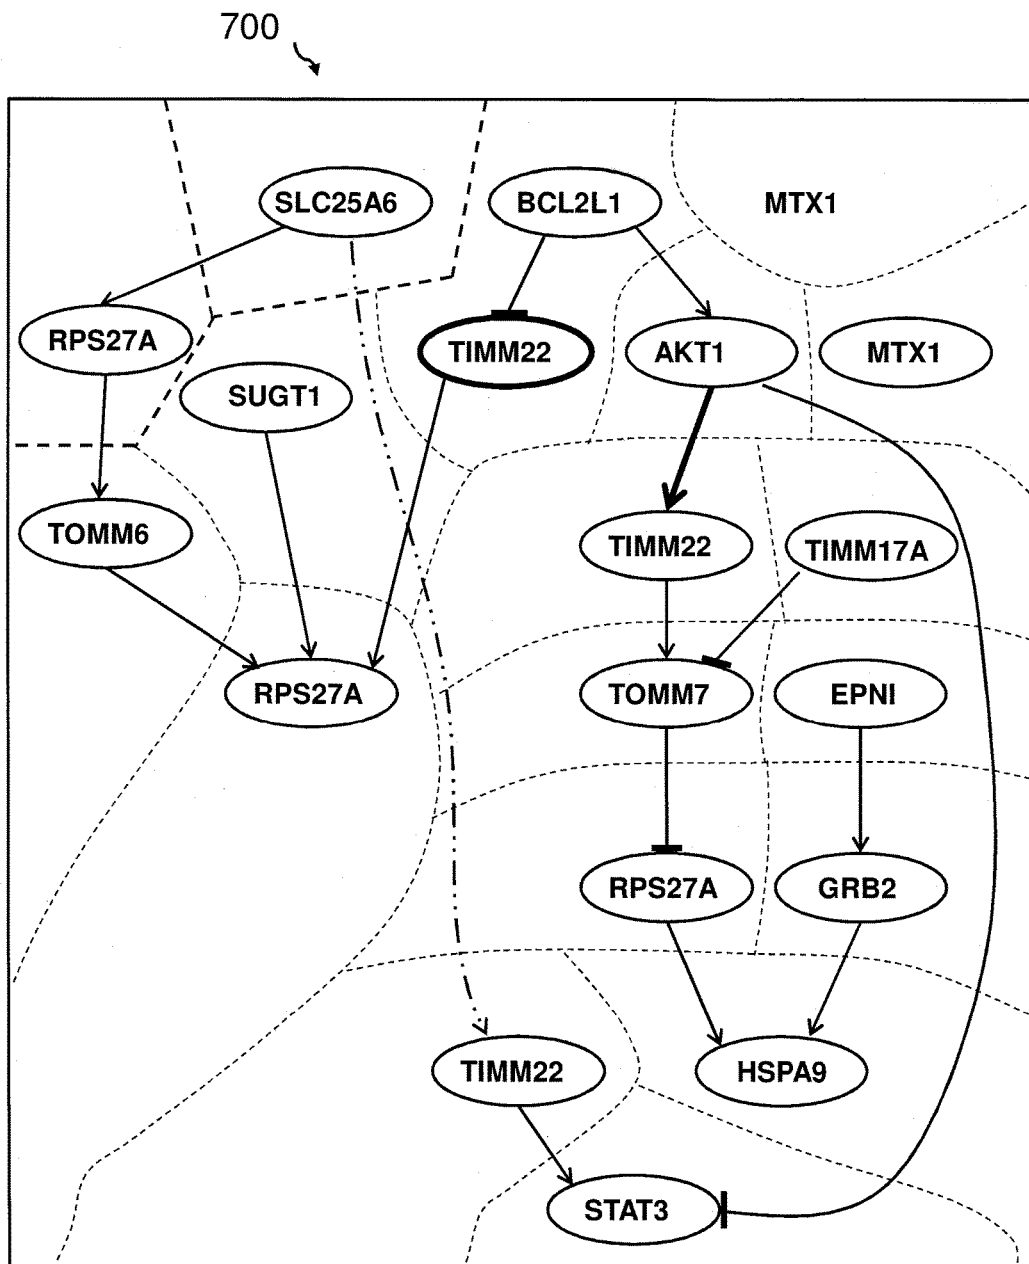 700
SLC25A6
BCL2L1
MTX1
RPS27A
TIMM22
AKT1
MTX1
SUGT1
TOMM6
TIMM22
TIMM17A
RPS27A
TOMM7
EPNI
RPS27A
GRB2
TIMM22
HSPA9
STAT3